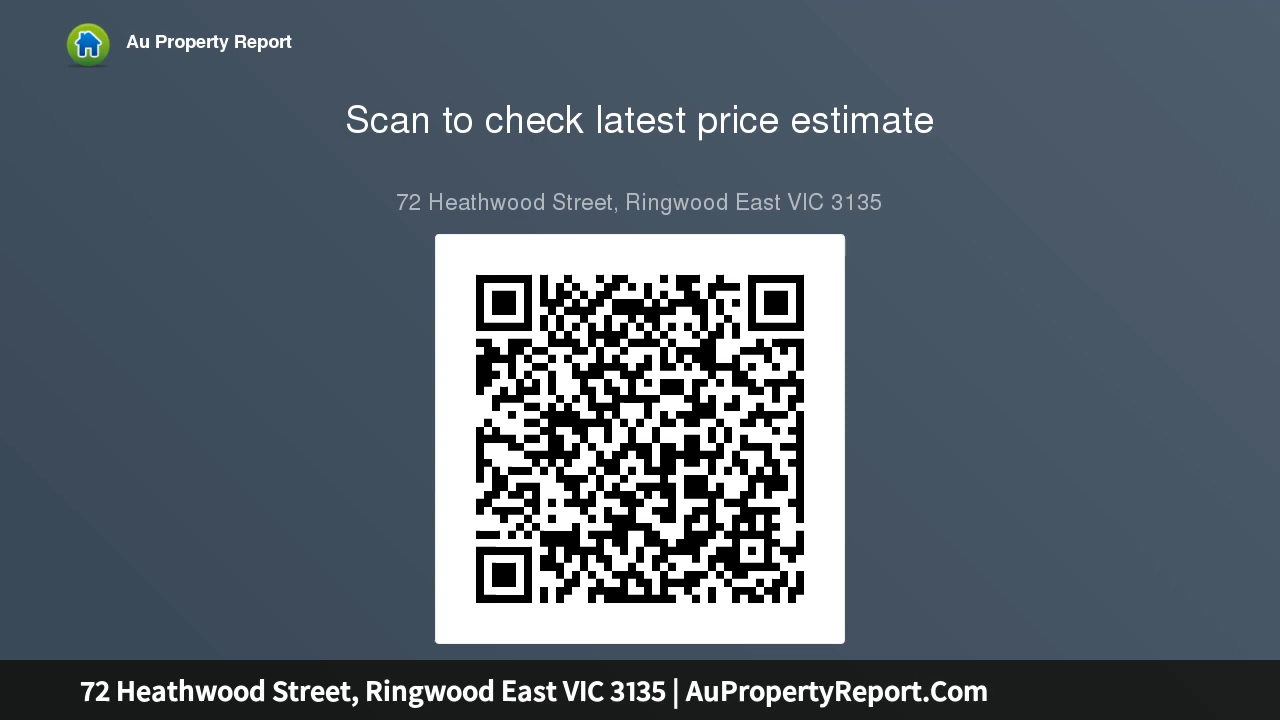 Au Property Report
Scan to check latest price estimate
72 Heathwood Street, Ringwood East VIC 3135
72 Heathwood Street, Ringwood East VIC 3135 | AuPropertyReport.Com